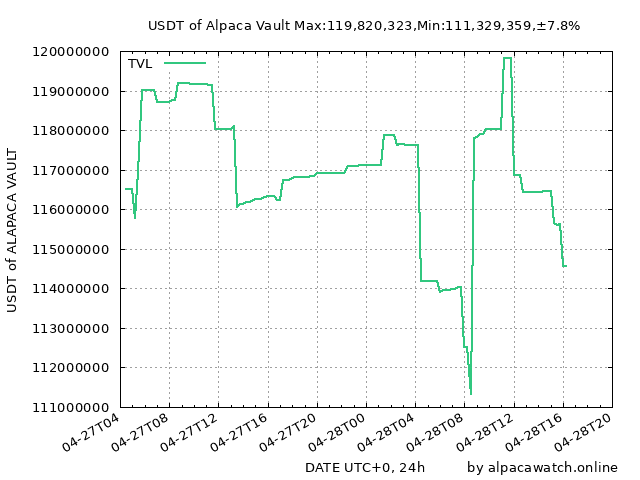 USDT of Alpaca Vault Max:119,820,323,Min:111,329,359,±7.8%
TVL
120000000
119000000
118000000
117000000
116000000
115000000
114000000
113000000
112000000
111000000
USDT of ALAPACA VAULT
04-27T04
04-27T08
04-27T12
04-27T16
04-27T20
04-28T00
04-28T04
04-28T08
04-28T12
04-28T16
04-28T20
DATE UTC+0, 24h
by alpacawatch.online